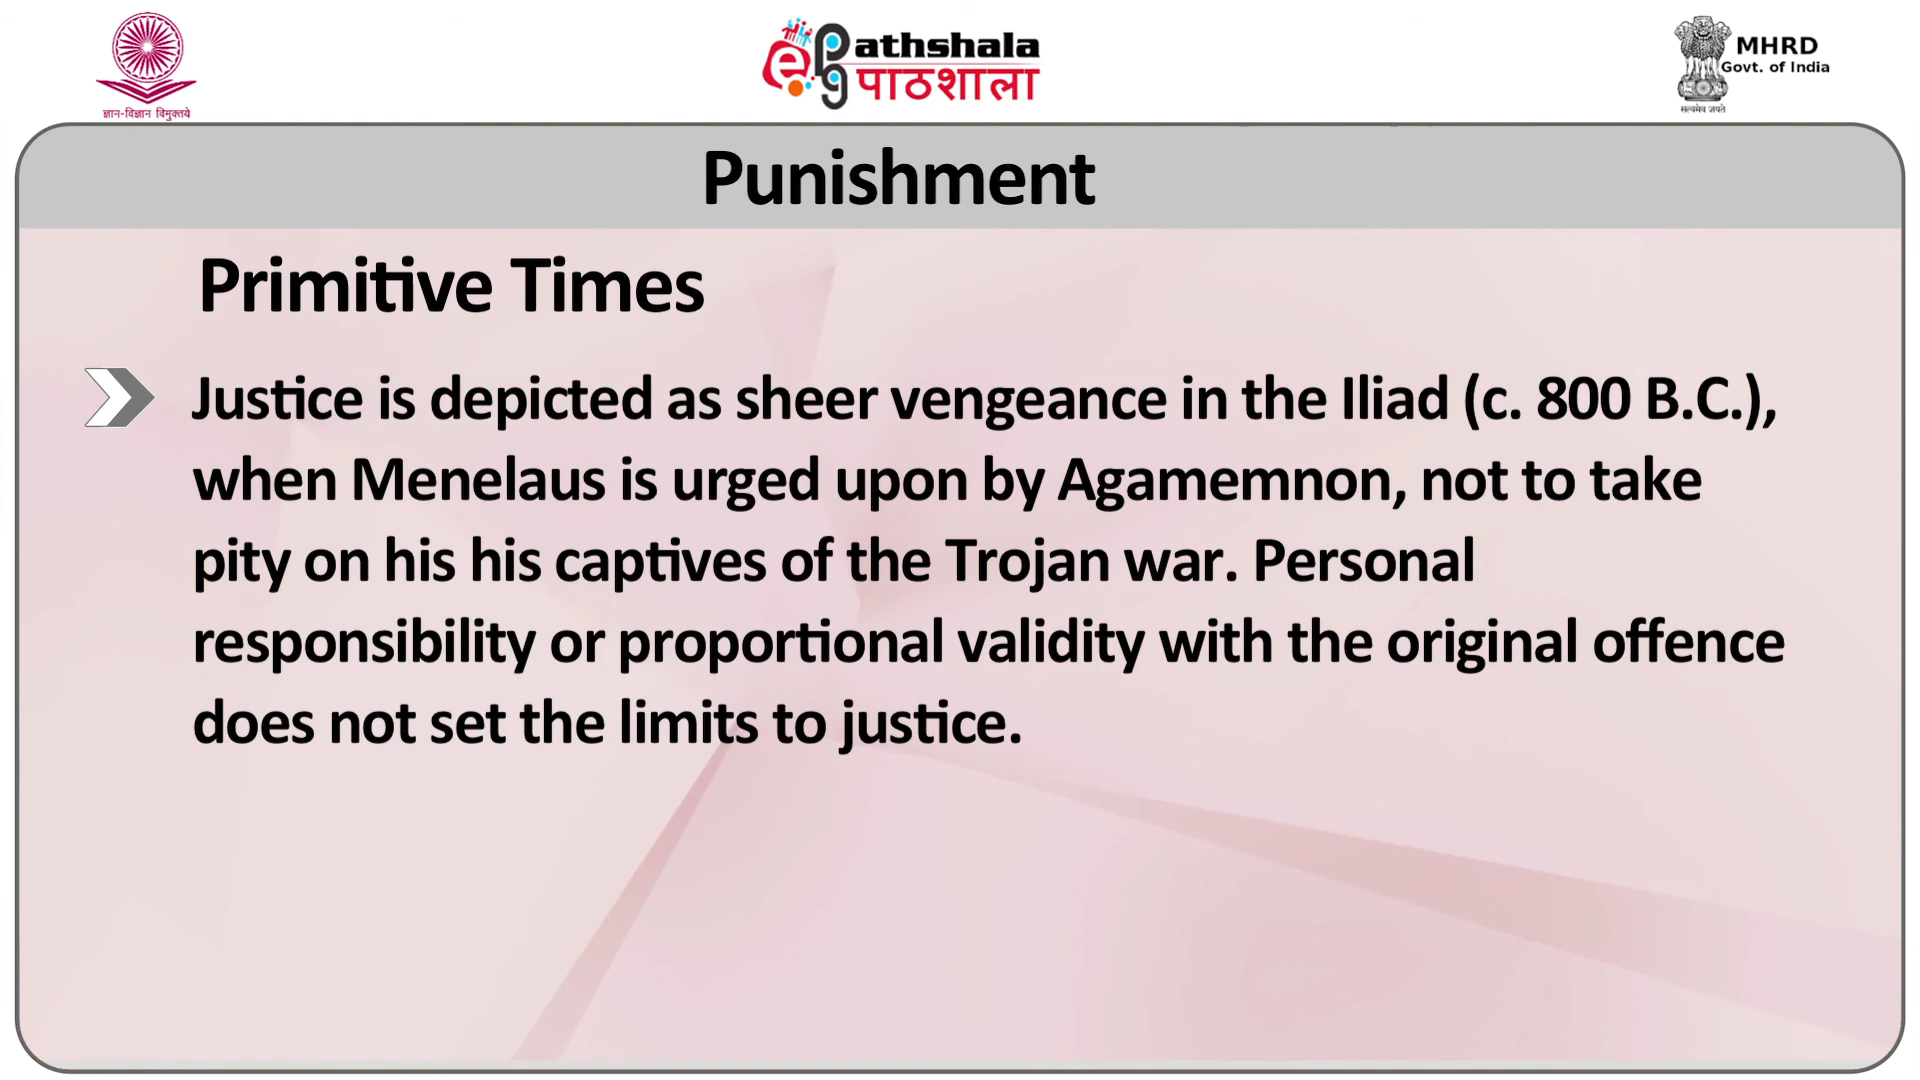 ज्ञान-विज्ञान विमुक्तये
ePg Pathshala
पाठशाला
MHRD
Govt. of India
सत्यमेव जयते
Punishment
Primitive Times
Justice is depicted as sheer vengeance in the Iliad (c. 800 B.C.),
when Menelaus is urged upon by Agamemnon, not to take
pity on his his captives of the Trojan war. Personal
responsibility or proportional validity with the original offence
does not set the limits to justice.